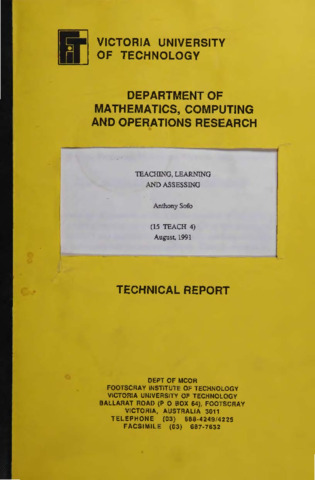 VICTORIA UNIVERSITY
OF TECHNOLOGY
DEPARTMENT OF
MATHEMATICS, COMPUTING
AND OPERATIONS RESEARCH
TEACHING, LEARNING
AND ASSESSING
Anthony Sofo
(15 TEACH 4)
August, 1991
TECHNICAL REPORT
DEPT OF MCOR
FOOTSCRAY INSTITUTE OF TECHNOLOGY
VICTORIA UNIVERSITY OF TECHNOLOGY
BALLARAT ROAD (P O BOX 64), FOOTSCRAY
VICTORIA, AUSTRALIA 3011
TELEPHONE (03) 688-4249/4225
FACSIMILE (03) 687-7632